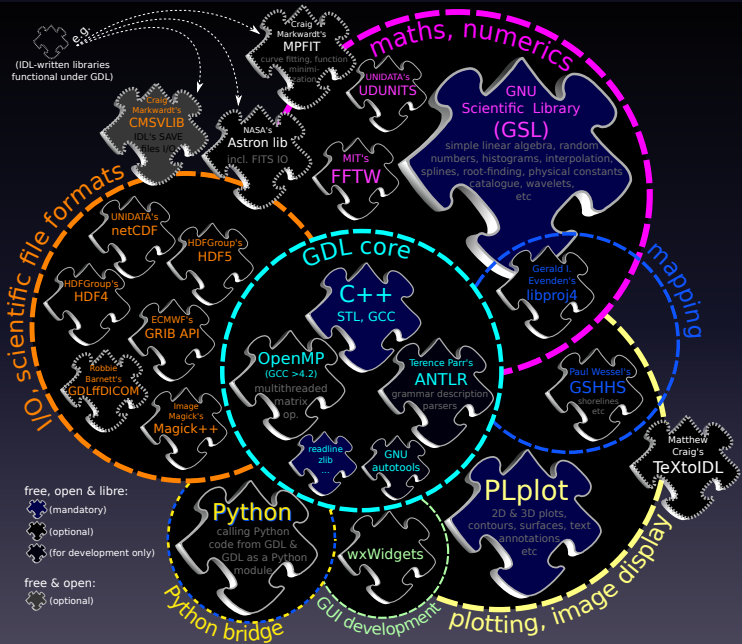 e.g.
(IDL-written libraries
functional under GDL)
Craig
Markwardt's
MPFIT
curve fitting, function
minimi-
zation
maths, numerics
UNIDATA's
UDUNITS
GNU
Scientific Library
(GSL)
simple linear algebra, random
numbers, histograms, interpolation,
splines, root-finding, physical constants
catalogue, wavelets,
etc
Craig
Markwardt's
CMSVLIB
IDL's SAVE
files I/O
NASA's
Astron lib
incl. FITS IO
MIT's
FFTW
I/O, scientific file formats
UNIDATA's
netCDF
HDFGroup's
HDF5
HDFGroup's
HDF4
ECMWF's
GRIB API
Robbie
Barnett's
GDLffDICOM
Image
Magick's
Magick++
GDL core
C++
STL, GCC
OpenMP
(GCC >4.2)
multithreaded
matrix
op.
Terence Parr's
ANTLR
grammar description
parsers
readline
zlib
...
GNU
autotools
mapping
Gerald I.
Evenden's
libproj4
Paul Wessel's
GSHHS
shorelines
etc
Matthew
Craig's
TeXtoIDL
PLplot
2D & 3D plots,
contours, surfaces, text
annotations
etc
plotting, image display
Python
calling Python
code from GDL &
GDL as a Python
module
Python bridge
wxWidgets
GUI development
free, open & libre:
(mandatory)
(optional)
(for development only)
free & open:
(optional)